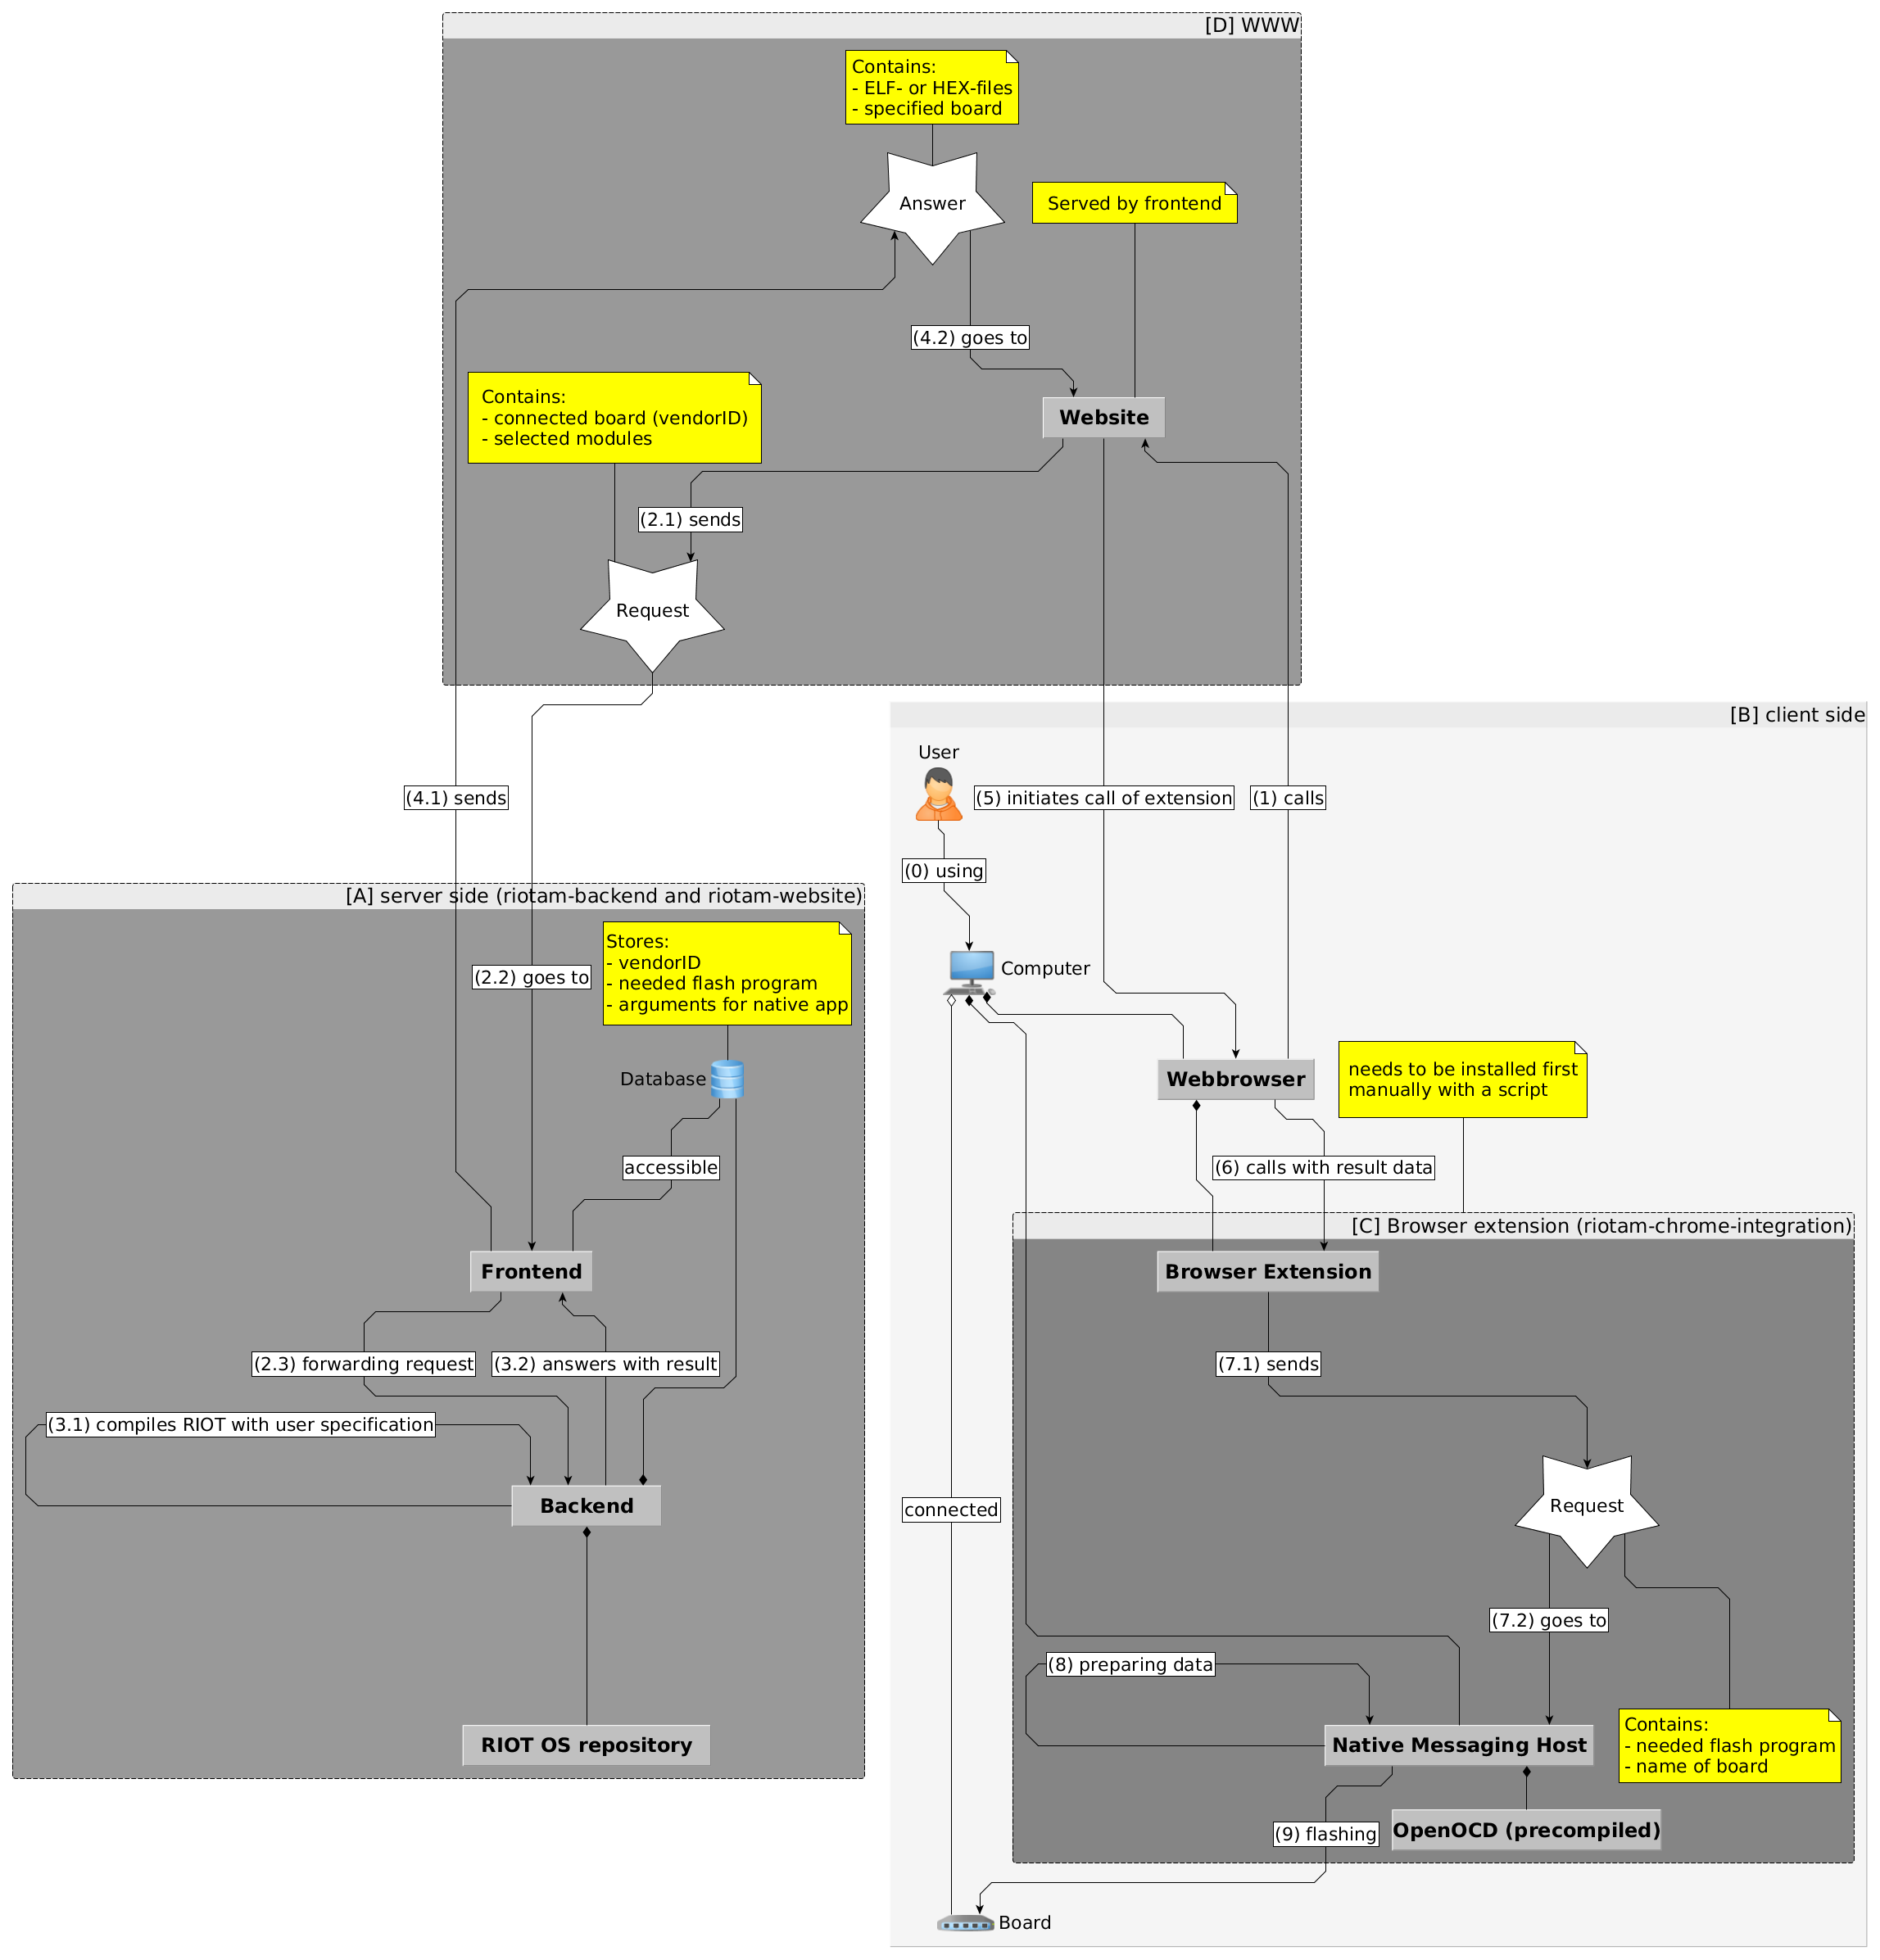 [D] WWW
Contains:
- ELF- or HEX-files
- specified board
Answer
Served by frontend
(4.2) goes to
Contains:
- connected board (vendorID)
- selected modules
Website
(2.1) sends
Request
[B] client side
User
(4.1) sends
(5) initiates call of extension
(1) calls
(0) using
[A] server side (riotam-backend and riotam-website)
Stores:
- vendorID
- needed flash program
- arguments for native app
(2.2) goes to
Computer
Database
Webbrowser
needs to be installed first
manually with a script
accessible
(6) calls with result data
[C] Browser extension (riotam-chrome-integration)
Frontend
Browser Extension
(2.3) forwarding request
(3.2) answers with result
(7.1) sends
(3.1) compiles RIOT with user specification
Backend
connected
Request
(7.2) goes to
(8) preparing data
RIOT OS repository
Native Messaging Host
Contains:
- needed flash program
- name of board
(9) flashing
OpenOCD (precompiled)
Board